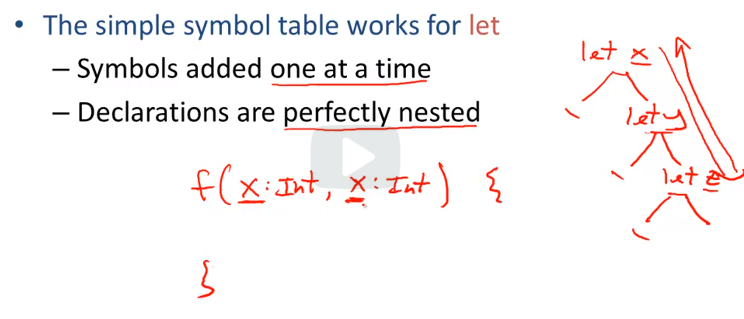 • The simple symbol table works for let
– Symbols added one at a time
– Declarations are perfectly nested
f(x:Int, x:Int) {
}
let x
let y
let z